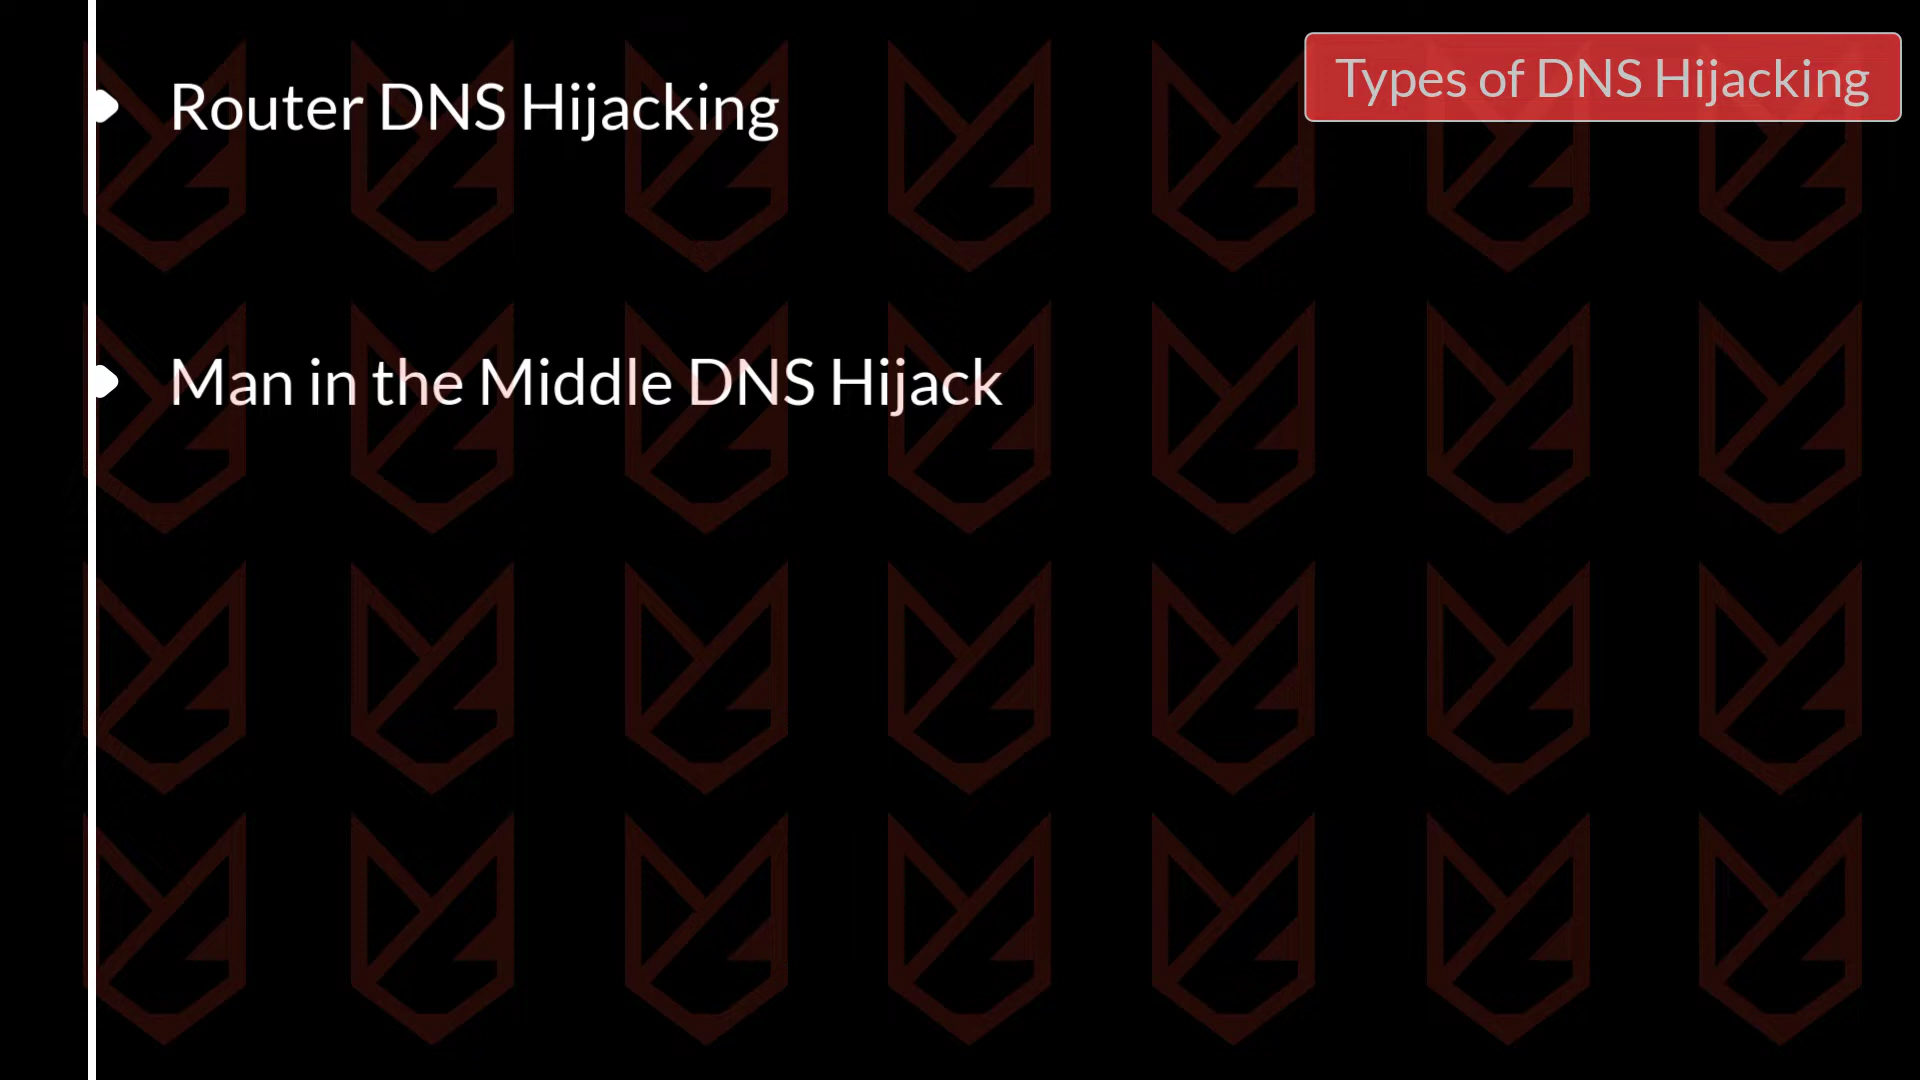 Types of DNS Hijacking
Router DNS Hijacking
Man in the Middle DNS Hijack